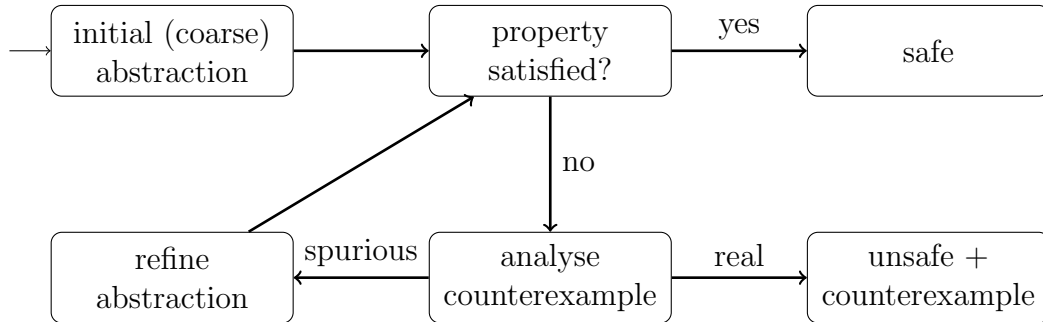 initial (coarse)
abstraction
property
satisfied?
yes
safe
no
refine
abstraction
spurious
analyse
counterexample
real
unsafe +
counterexample